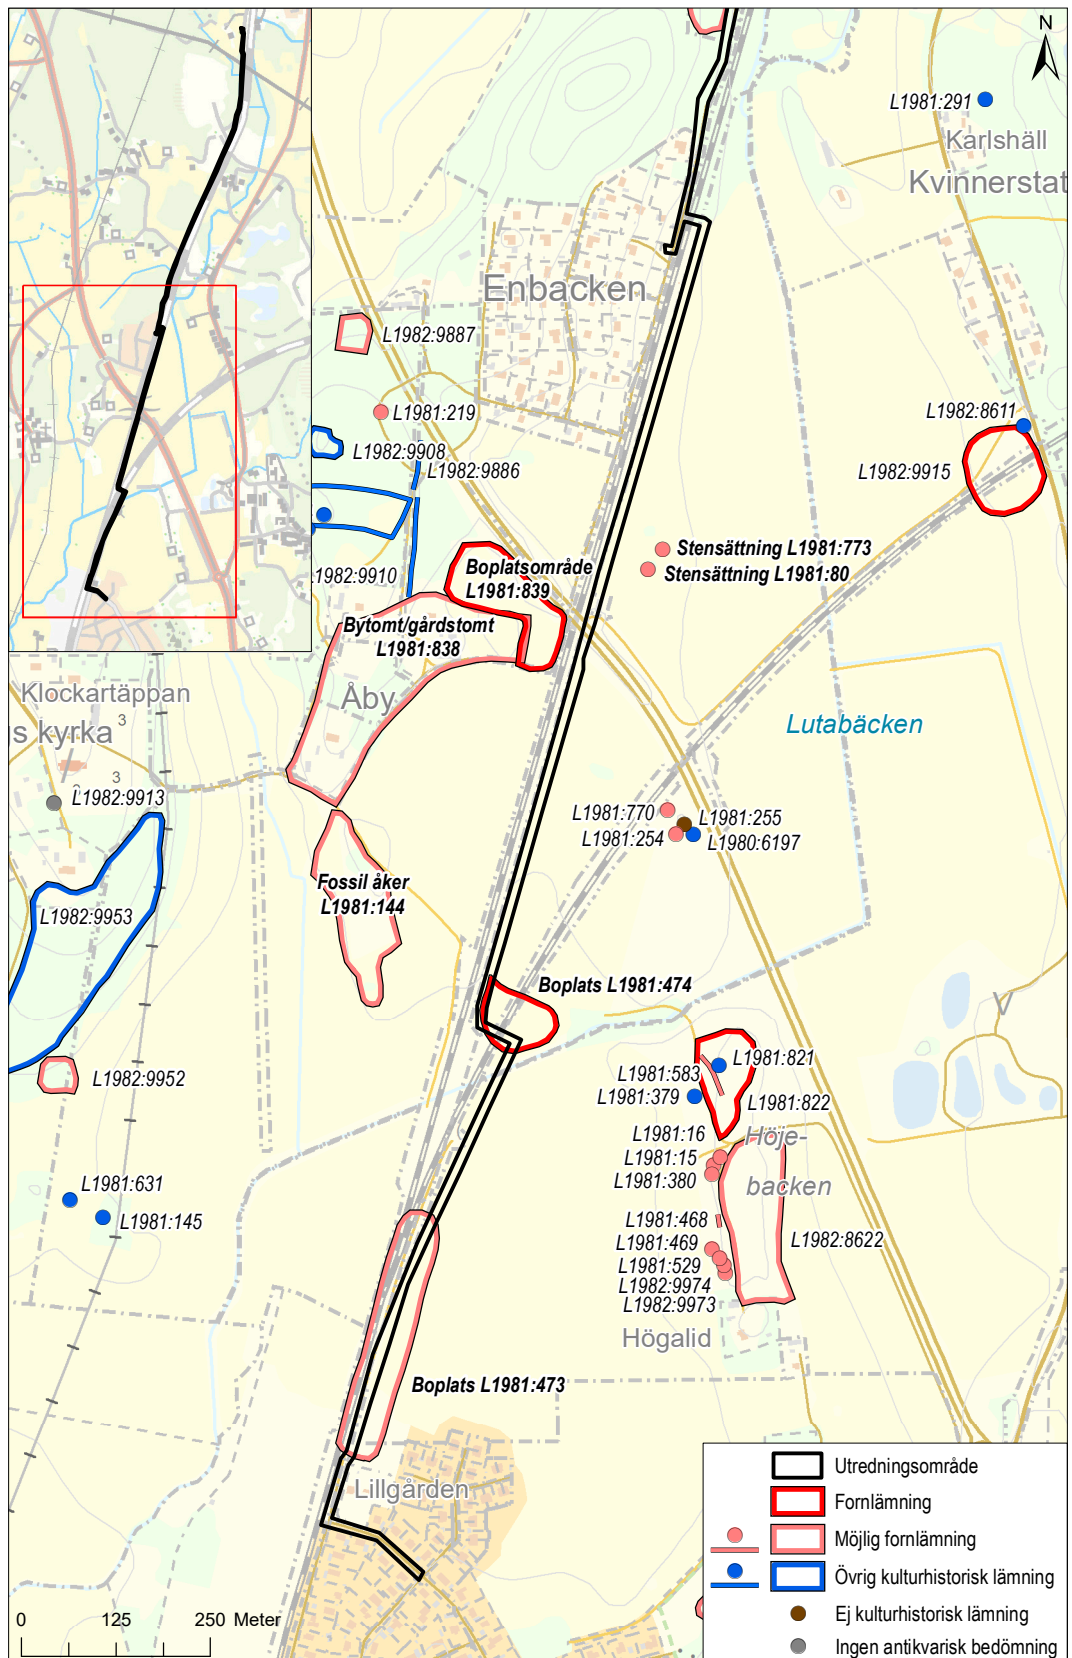 N
L1981:291
Karlshäll
Kvinnerstat
Enbacken
L1982:9887
L1981:219
L1982:8611
L1982:9908
L1982:9886
L1982:9915
Stensättning L1981:773
Stensättning L1981:80
Boplatsområde
L1981:839
.1982:9910
Bytomt/gårdstomt
L1981:838
Åby
Klockartäppan
s kyrka
3
3
Lutabäcken
L1982:9913
L1981:770
L1981:255
L1981:254
L1980:6197
Fossil åker
L1981:144
L1982:9953
Boplats L1981:474
V
L1982:9952
L1981:821
L1981:583
L1981:379
L1981:822
L1981:16
Höje-
L1981:15
L1981:380
backen
L1981:631
L1981:145
L1981:468
L1981:469
L1982:8622
L1981:529
L1982:9974
L1982:9973
Högalid
Boplats L1981:473
Lillgården
Utredningsområde
Fornlämning
Möjlig fornlämning
Övrig kulturhistorisk lämning
Ej kulturhistorisk lämning
Ingen antikvarisk bedömning
0 125 250 Meter